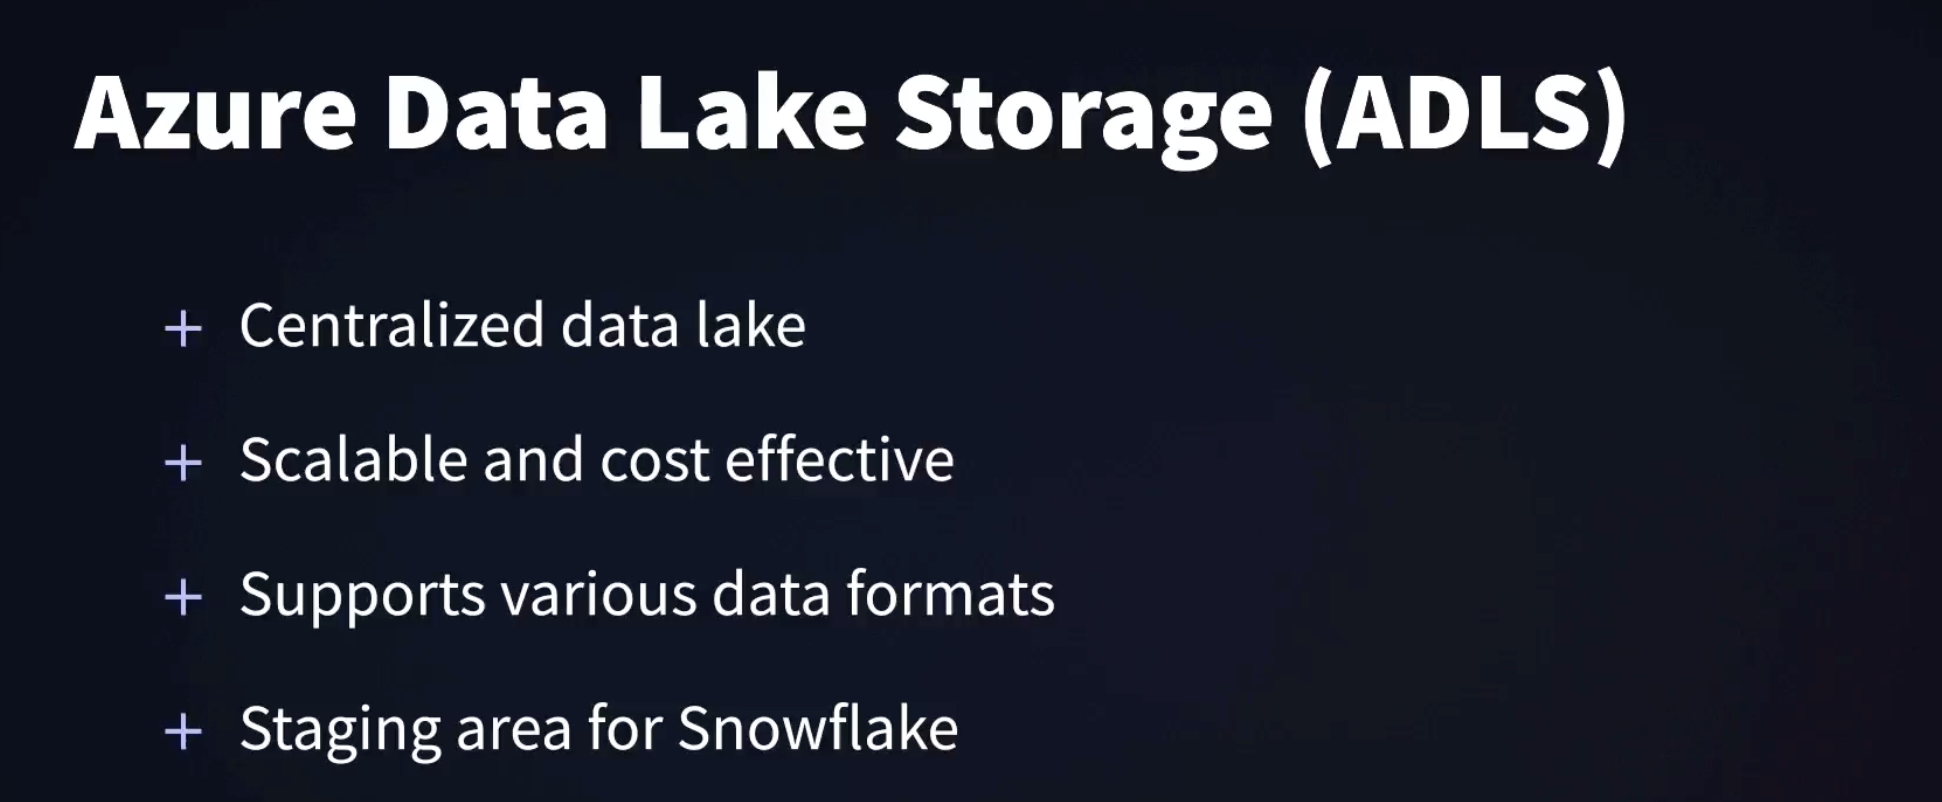 Azure Data Lake Storage (ADLS)
+ Centralized data lake
+ Scalable and cost effective
+ Supports various data formats
+ Staging area for Snowflake